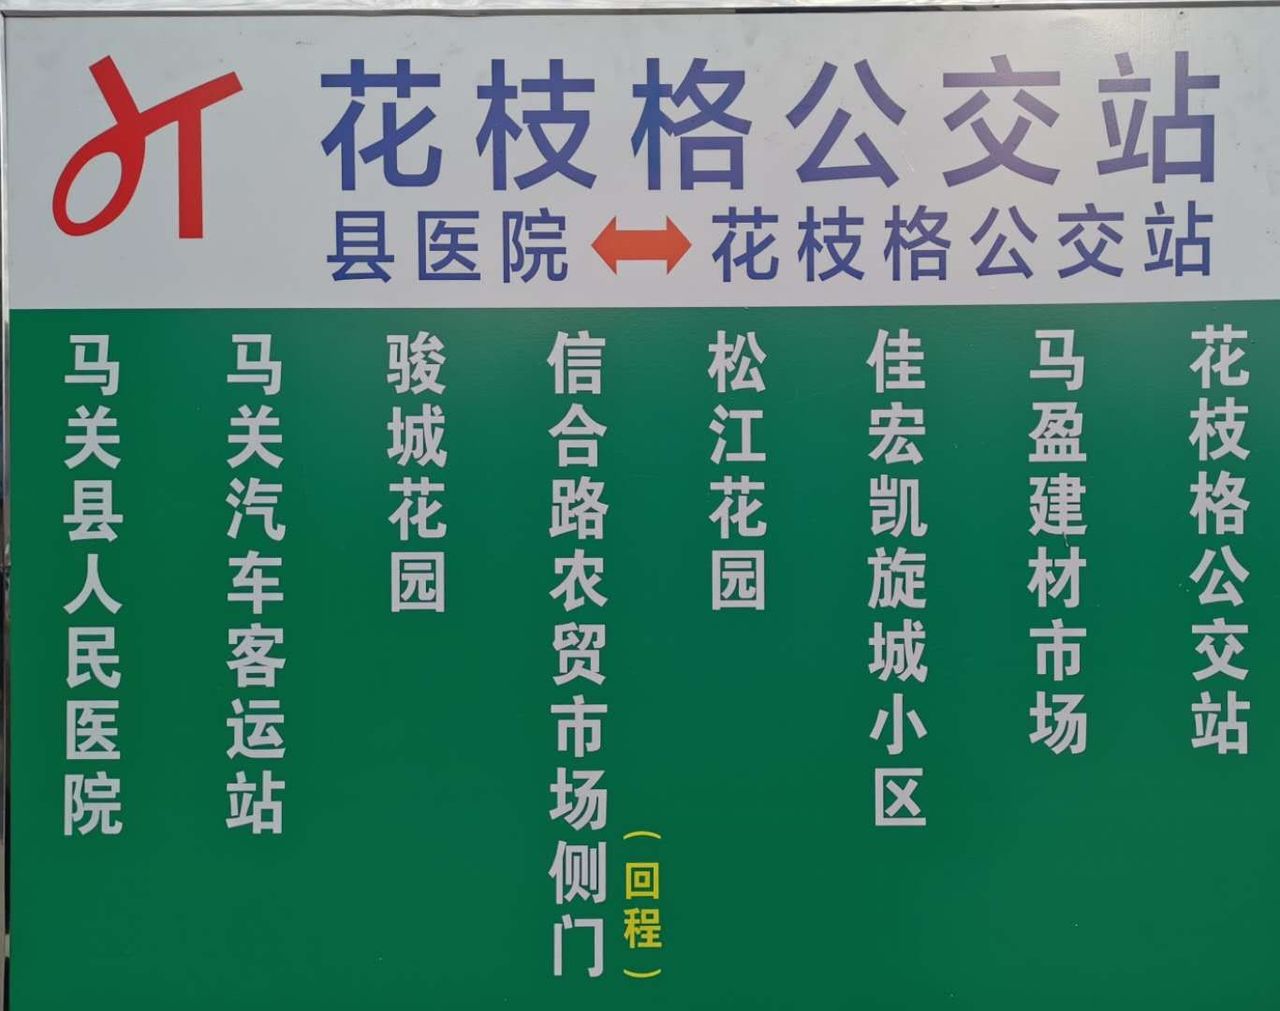 花枝格公交站
县医院 ↔ 花枝格公交站
马关县人民医院
马关汽车客运站
骏城花园
信合路农贸市场侧门
（回程）
松江花园
佳宏凯旋城小区
马盈建材市场
花枝格公交站